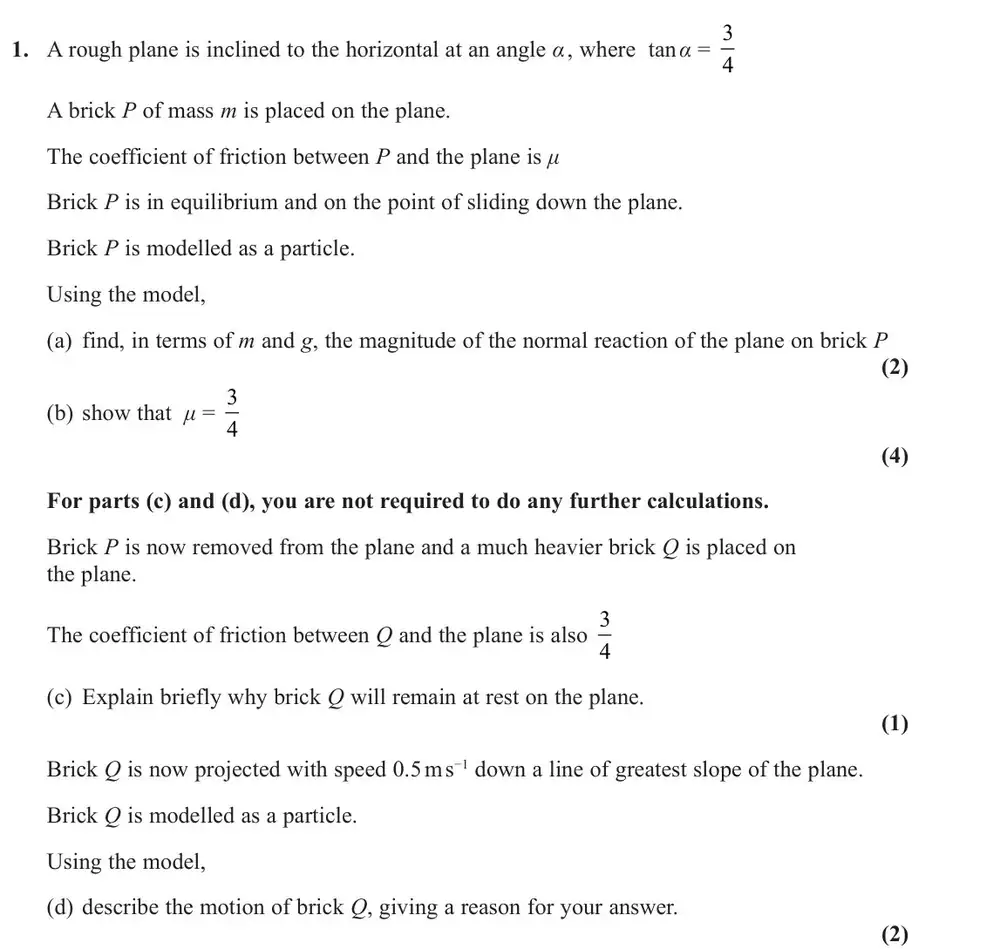 1. A rough plane is inclined to the horizontal at an angle α, where tan α = 3/4
A brick P of mass m is placed on the plane.
The coefficient of friction between P and the plane is μ
Brick P is in equilibrium and on the point of sliding down the plane.
Brick P is modelled as a particle.
Using the model,
(a) find, in terms of m and g, the magnitude of the normal reaction of the plane on brick P
(2)
(b) show that μ = 3/4
(4)
For parts (c) and (d), you are not required to do any further calculations.
Brick P is now removed from the plane and a much heavier brick Q is placed on
the plane.
The coefficient of friction between Q and the plane is also 3/4
(c) Explain briefly why brick Q will remain at rest on the plane.
(1)
Brick Q is now projected with speed 0.5 m s⁻¹ down a line of greatest slope of the plane.
Brick Q is modelled as a particle.
Using the model,
(d) describe the motion of brick Q, giving a reason for your answer.
(2)